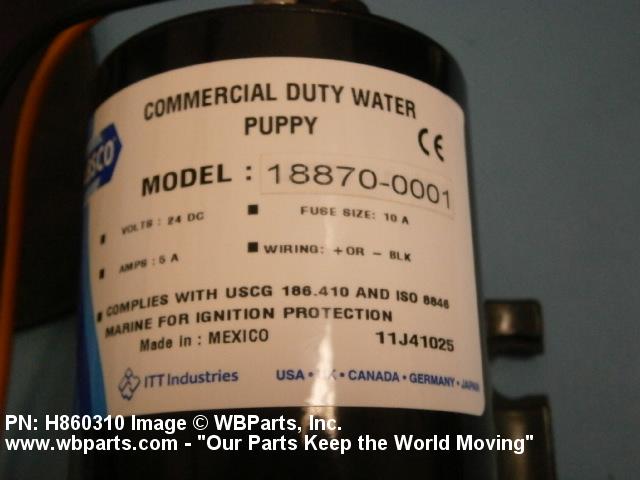 COMMERCIAL DUTY WATER
PUPPY
CE
MODEL : 18870-0001
VOLTS : 24 DC
FUSE SIZE: 10 A
AMPS : 5 A
WIRING: +OR - BLK
COMPLIES WITH USCG 186.410 AND ISO 8846
MARINE FOR IGNITION PROTECTION
Made in : MEXICO
11J41025
ITT Industries
USA • UK • CANADA • GERMANY • JAPAN
PN: H860310 Image © WBParts, Inc.
www.wbparts.com - "Our Parts Keep the World Moving"